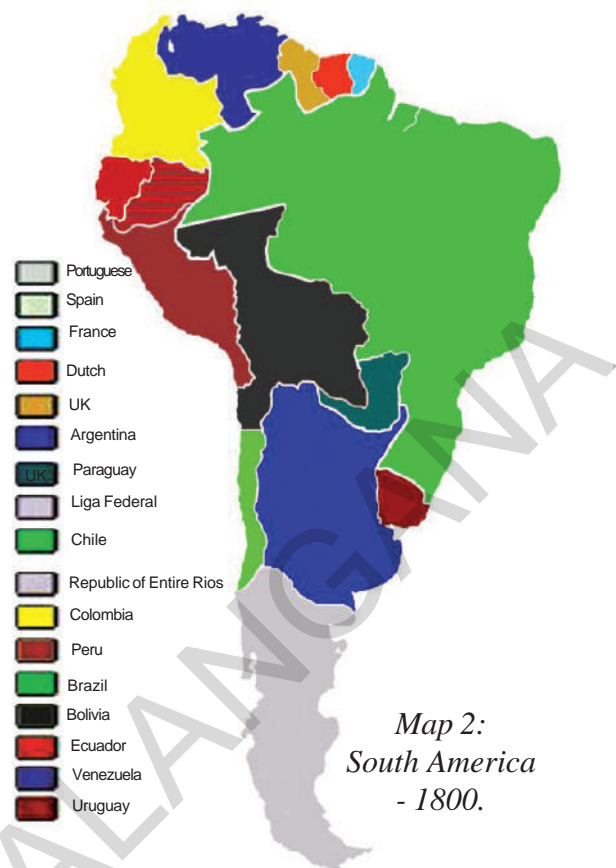 Portuguese
Spain
France
Dutch
UK
Argentina
UK Paraguay
Liga Federal
Chile
Republic of Entire Rios
Colombia
Peru
Brazil
Bolivia
Ecuador
Venezuela
Uruguay
Map 2:
South America
- 1800.
ALANGANA